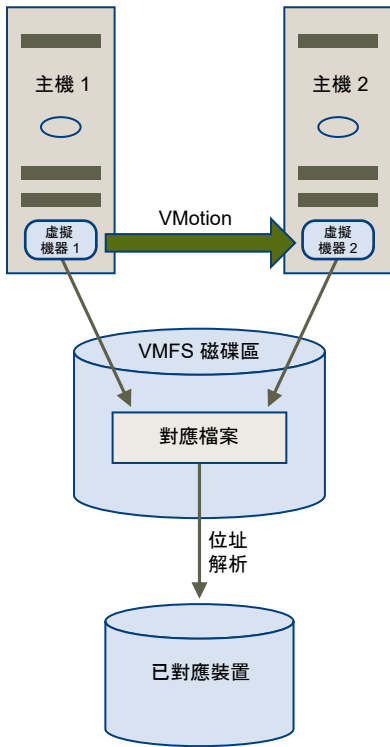 主機 1
主機 2
虛擬
機器 1
VMotion
虛擬
機器 2
VMFS 磁碟區
對應檔案
位址
解析
已對應裝置